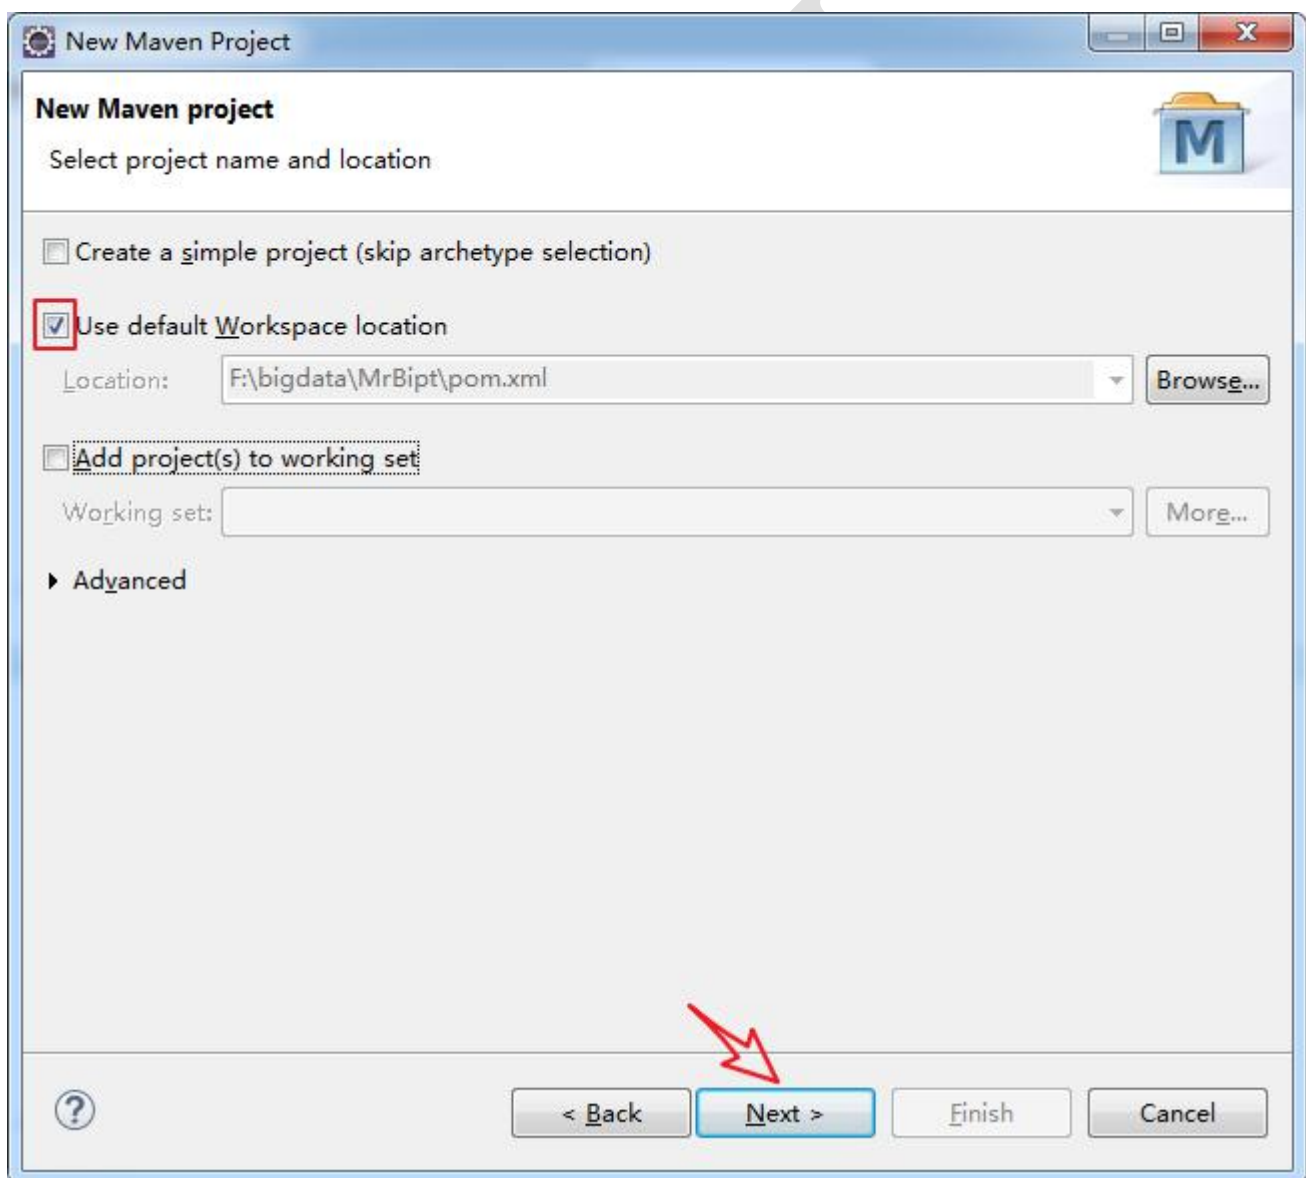 New Maven Project
New Maven project
Select project name and location
M
Create a simple project (skip archetype selection)
Use default Workspace location
Location: F:\bigdata\MrBipt\pom.xml Browse...
Add project(s) to working set
Working set: More...
Advanced
? < Back Next > Finish Cancel